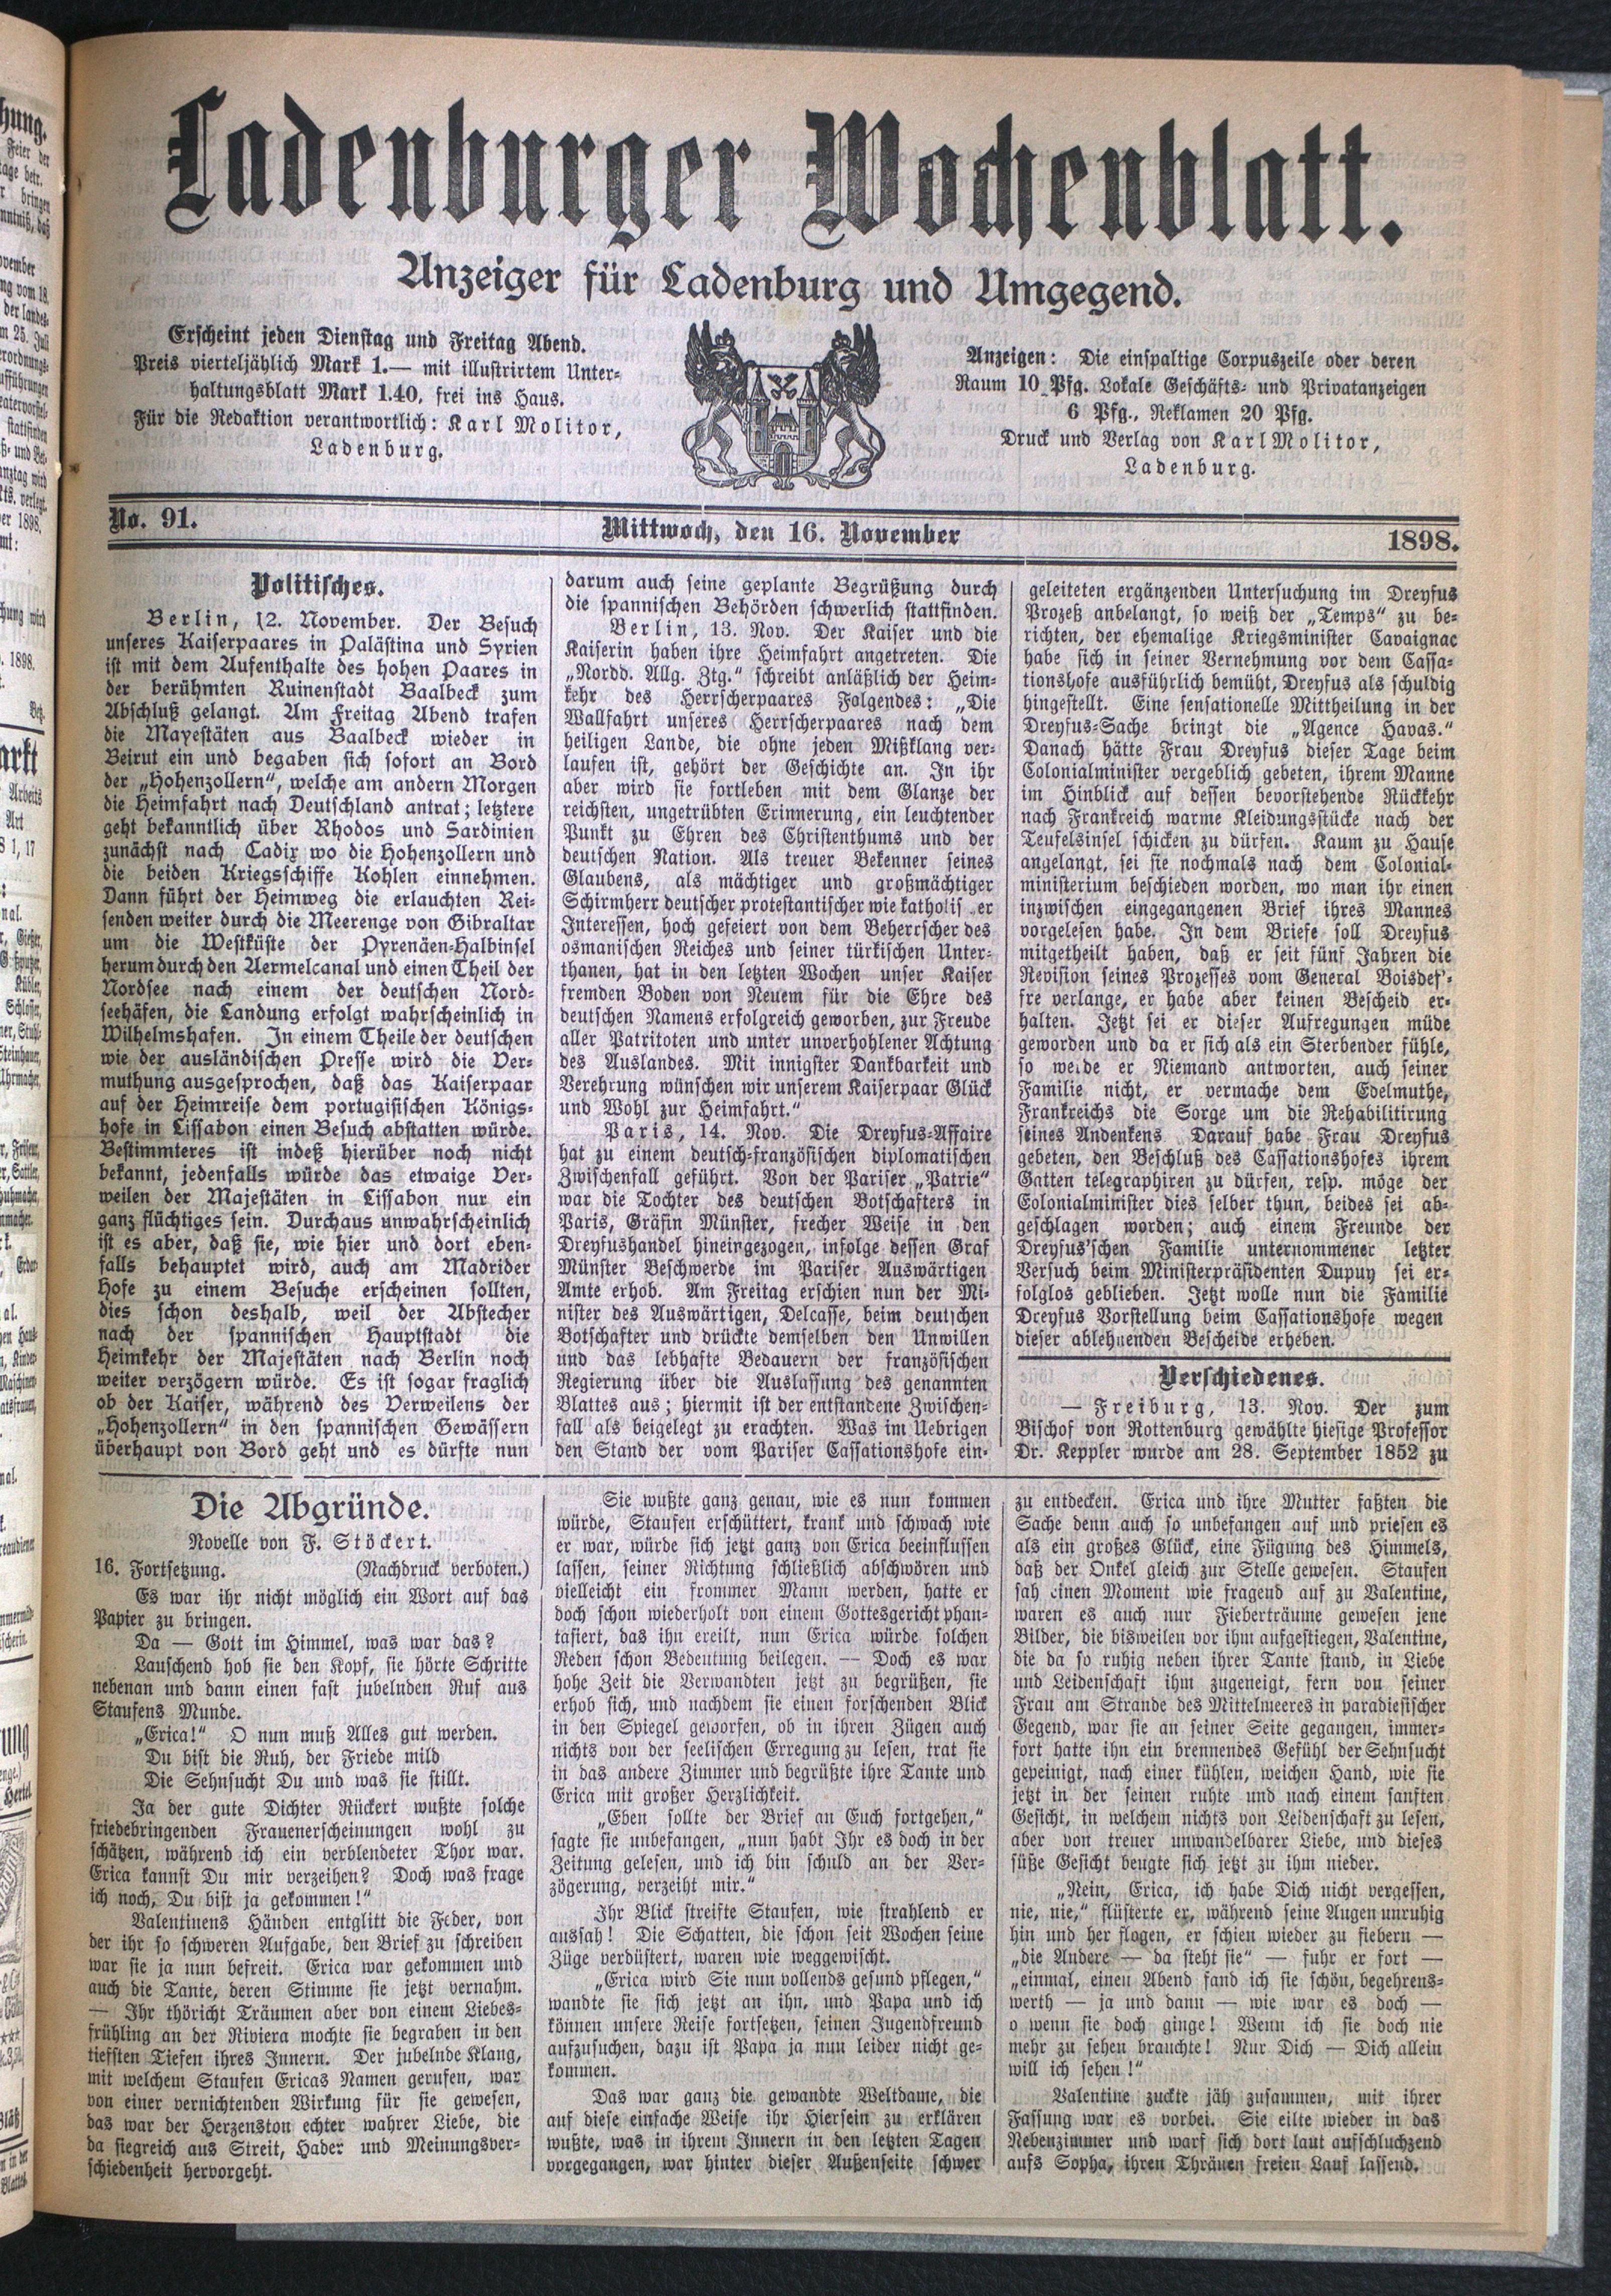 Ladenburger Wochenblatt.
Anzeiger für Ladenburg und Umgegend.
Erscheint jeden Dienstag und Freitag Abend.
Preis vierteljählich Mark 1.— mit illustrirtem Unter-
haltungsblatt Mark 1.40, frei ins Haus.
Für die Redaktion verantwortlich: Karl Molitor,
Ladenburg.
Anzeigen: Die einspaltige Corpuszeile oder deren
Raum 10 Pfg. Lokale Geschäfts- und Privatanzeigen
6 Pfg., Reklamen 20 Pfg.
Druck und Verlag von Karl Molitor,
Ladenburg.
No. 91.
Mittwoch, den 16. November
1898.
Politisches.
Berlin, 12. November. Der Besuch
unseres Kaiserpaares in Palästina und Syrien
ist mit dem Aufenthalte des hohen Paares in
der berühmten Ruinenstadt Baalbeck zum
Abschluß gelangt. Am Freitag Abend trafen
die Mayestäten aus Baalbeck wieder in
Beirut ein und begaben sich sofort an Bord
der „Hohenzollern“, welche am andern Morgen
die Heimfahrt nach Deutschland antrat; letztere
geht bekanntlich über Rhodos und Sardinien
zunächst nach Cadix wo die Hohenzollern und
die beiden Kriegsschiffe Kohlen einnehmen.
Dann führt der Heimweg die erlauchten Rei-
senden weiter durch die Meerenge von Gibraltar
um die Westküste der Pyrenäen-Halbinsel
herum durch den Aermelcanal und einen Theil der
Nordsee nach einem der deutschen Nord-
seehäfen, die Landung erfolgt wahrscheinlich in
Wilhelmshafen. In einem Theile der deutschen
wie der ausländischen Presse wird die Ver-
muthung ausgesprochen, daß das Kaiserpaar
auf der Heimreise dem portugisischen Königs-
hofe in Lissabon einen Besuch abstatten würde.
Bestimmteres ist indeß hierüber noch nicht
bekannt, jedenfalls würde das etwaige Ver-
weilen der Majestäten in Lissabon nur ein
ganz flüchtiges sein. Durchaus unwahrscheinlich
ist es aber, daß sie, wie hier und dort eben-
falls behauptet wird, auch am Madrider
Hofe zu einem Besuche erscheinen sollten,
dies schon deshalb, weil der Abstecher
nach der spannischen Hauptstadt die
Heimkehr der Majestäten nach Berlin noch
weiter verzögern würde. Es ist sogar fraglich
ob der Kaiser, während des Verweilens der
„Hohenzollern“ in den spannischen Gewässern
überhaupt von Bord geht und es dürfte nun
darum auch seine geplante Begrüßung durch
die spannischen Behörden schwerlich stattfinden.
Berlin, 13. Nov. Der Kaiser und die
Kaiserin haben ihre Heimfahrt angetreten. Die
„Nordd. Allg. Ztg.“ schreibt anläßlich der Heim-
kehr des Herrscherpaares Folgendes: „Die
Wallfahrt unseres Herrscherpaares nach dem
heiligen Lande, die ohne jeden Mißklang ver-
laufen ist, gehört der Geschichte an. In ihr
aber wird sie fortleben mit dem Glanze der
reichsten, ungetrübten Erinnerung, ein leuchtender
Punkt zu Ehren des Christenthums und der
deutschen Nation. Als treuer Bekenner seines
Glaubens, als mächtiger und großmächtiger
Schirmherr deutscher protestantischer wie katholis er
Interessen, hoch gefeiert von dem Beherrscher des
osmanischen Reiches und seiner türkischen Unter-
thanen, hat in den letzten Wochen unser Kaiser
fremden Boden von Neuem für die Ehre des
deutschen Namens erfolgreich geworben, zur Freude
aller Patritoten und unter unverhohlener Achtung
des Auslandes. Mit innigster Dankbarkeit und
Verehrung wünschen wir unserem Kaiserpaar Glück
und Wohl zur Heimfahrt.“
Paris, 14. Nov. Die Dreyfus-Affaire
hat zu einem deutsch-französischen diplomatischen
Zwischenfall geführt. Von der Pariser „Patrie“
war die Tochter des deutschen Botschafters in
Paris, Gräfin Münster, frecher Weise in den
Dreyfushandel hineingezogen, infolge dessen Graf
Münster Beschwerde im Pariser Auswärtigen
Amte erhob. Am Freitag erschien nun der Mi-
nister des Auswärtigen, Delcasse, beim deutschen
Botschafter und drückte demselben den Unwillen
und das lebhafte Bedauern der französischen
Regierung über die Auslassung des genannten
Blattes aus; hiermit ist der entstandene Zwischen-
fall als beigelegt zu erachten. Was im Uebrigen
den Stand der vom Pariser Cassationshofe ein-
geleiteten ergänzenden Untersuchung im Dreyfus
Prozeß anbelangt, so weiß der „Temps“ zu be-
richten, der ehemalige Kriegsminister Cavaignac
habe sich in seiner Vernehmung vor dem Cassa-
tionshofe ausführlich bemüht, Dreyfus als schuldig
hingestellt. Eine sensationelle Mittheilung in der
Dreyfus-Sache bringt die „Agence Havas.“
Danach hätte Frau Dreyfus dieser Tage beim
Colonialminister vergeblich gebeten, ihrem Manne
im Hinblick auf dessen bevorstehende Rückkehr
nach Frankreich warme Kleidungsstücke nach der
Teufelsinsel schicken zu dürfen. Kaum zu Hause
angelangt, sei sie nochmals nach dem Colonial-
ministerium beschieden worden, wo man ihr einen
inzwischen eingegangenen Brief ihres Mannes
vorgelesen habe. In dem Briefe soll Dreyfus
mitgetheilt haben, daß er seit fünf Jahren die
Revision seines Prozesses vom General Boisdef'-
fre verlange, er habe aber keinen Bescheid er-
halten. Jetzt sei er dieser Aufregungen müde
geworden und da er sich als ein Sterbender fühle,
so werde er Niemand antworten, auch seiner
Familie nicht, er vermache dem Edelmuthe,
Frankreichs die Sorge um die Rehabilitirung
seines Andenkens Darauf habe Frau Dreyfus
gebeten, den Beschluß des Cassationshofes ihrem
Gatten telegraphiren zu dürfen, resp. möge der
Colonialminister dies selber thun, beides sei ab-
geschlagen worden; auch einem Freunde der
Dreyfus'schen Familie unternommener letzter
Versuch beim Ministerpräsidenten Dupuy sei er-
folglos geblieben. Jetzt wolle nun die Familie
Dreyfus Vorstellung beim Cassationshofe wegen
dieser ablehnenden Bescheide erheben.
Verschiedenes.
— Freiburg, 13. Nov. Der zum
Bischof von Rottenburg gewählte hiesige Professor
Dr. Keppler wurde am 28. September 1852 zu
Die Abgründe.
Novelle von F. Stöckert.
16. Fortsetzung. (Nachdruck verboten.)
Es war ihr nicht möglich ein Wort auf das
Papier zu bringen.
Da — Gott im Himmel, was war das?
Lauschend hob sie den Kopf, sie hörte Schritte
nebenan und dann einen fast jubelnden Ruf aus
Staufens Munde.
„Erica!“ O nun muß Alles gut werden.
Du bist die Ruh, der Friede mild
Die Sehnsucht Du und was sie stillt.
Ja der gute Dichter Rückert wußte solche
friedebringenden Frauenerscheinungen wohl zu
schätzen, während ich ein verblendeter Thor war.
Erica kannst Du mir verzeihen? Doch was frage
ich noch, Du bist ja gekommen!“
Valentinens Händen entglitt die Feder, von
der ihr so schweren Aufgabe, den Brief zu schreiben
war sie ja nun befreit. Erica war gekommen und
auch die Tante, deren Stimme sie jetzt vernahm.
— Ihr thöricht Träumen aber von einem Liebes-
frühling an der Riviera mochte sie begraben in den
tiefsten Tiefen ihres Innern. Der jubelnde Klang,
mit welchem Staufen Ericas Namen gerufen, war
von einer vernichtenden Wirkung für sie gewesen,
das war der Herzenston echter wahrer Liebe, die
da siegreich aus Streit, Hader und Meinungsver-
schiedenheit hervorgeht.
Sie wußte ganz genau, wie es nun kommen
würde, Staufen erschüttert, krank und schwach wie
er war, würde sich jetzt ganz von Erica beeinflussen
lassen, seiner Richtung schließlich abschwören und
vielleicht ein frommer Mann werden, hatte er
doch schon wiederholt von einem Gottesgericht phan-
tasiert, das ihn ereilt, nun Erica würde solchen
Reden schon Bedeutung beilegen. — Doch es war
hohe Zeit die Verwandten jetzt zu begrüßen, sie
erhob sich, und nachdem sie einen forschenden Blick
in den Spiegel geworfen, ob in ihren Zügen auch
nichts von der seelischen Erregung zu lesen, trat sie
in das andere Zimmer und begrüßte ihre Tante und
Erica mit großer Herzlichkeit.
„Eben sollte der Brief an Euch fortgehen,“
sagte sie unbefangen, „nun habt Ihr es doch in der
Zeitung gelesen, und ich bin schuld an der Ver-
zögerung, verzeiht mir.“
Ihr Blick streifte Staufen, wie strahlend er
aussah! Die Schatten, die schon seit Wochen seine
Züge verdüstert, waren wie weggewischt.
„Erica wird Sie nun vollends gesund pflegen,“
wandte sie sich jetzt an ihn, und Papa und ich
können unsere Reise fortsetzen, seinen Jugendfreund
aufzusuchen, dazu ist Papa ja nun leider nicht ge-
kommen.
Das war ganz die gewandte Weltdame, die
auf diese einfache Weise ihr Hiersein zu erklären
wußte, was in ihrem Innern in den letzten Tagen
vorgegangen, war hinter dieser Außenseite schwer
zu entdecken. Erica und ihre Mutter faßten die
Sache denn auch so unbefangen auf und priesen es
als ein großes Glück, eine Fügung des Himmels,
daß der Onkel gleich zur Stelle gewesen. Staufen
sah einen Moment wie fragend auf zu Valentine,
waren es auch nur Fieberträume gewesen jene
Bilder, die bisweilen vor ihm aufgestiegen, Valentine,
die da so ruhig neben ihrer Tante stand, in Liebe
und Leidenschaft ihm zugeneigt, fern von seiner
Frau am Strande des Mittelmeeres in paradiesischer
Gegend, war sie an seiner Seite gegangen, immer-
fort hatte ihn ein brennendes Gefühl der Sehnsucht
gepeinigt, nach einer kühlen, weichen Hand, wie sie
jetzt in der seinen ruhte und nach einem sanften
Gesicht, in welchem nichts von Leidenschaft zu lesen,
aber von treuer unwandelbarer Liebe, und dieses
süße Gesicht beugte sich jetzt zu ihm nieder.
„Nein, Erica, ich habe Dich nicht vergessen,
nie, nie,“ flüsterte er, während seine Augen unruhig
hin und her flogen, er schien wieder zu fiebern —
„die Andere — da steht sie“ — fuhr er fort —
„einmal, einen Abend fand ich sie schön, begehrens-
werth — ja und dann — wie war es doch —
o wenn sie doch ginge! Wenn ich sie doch nie
mehr zu sehen brauchte! Nur Dich — Dich allein
will ich sehen!“
Valentine zuckte jäh zusammen, mit ihrer
Fassung war es vorbei. Sie eilte wieder in das
Nebenzimmer und warf sich dort laut aufschluchzend
aufs Sopha, ihren Thränen freien Lauf lassend.